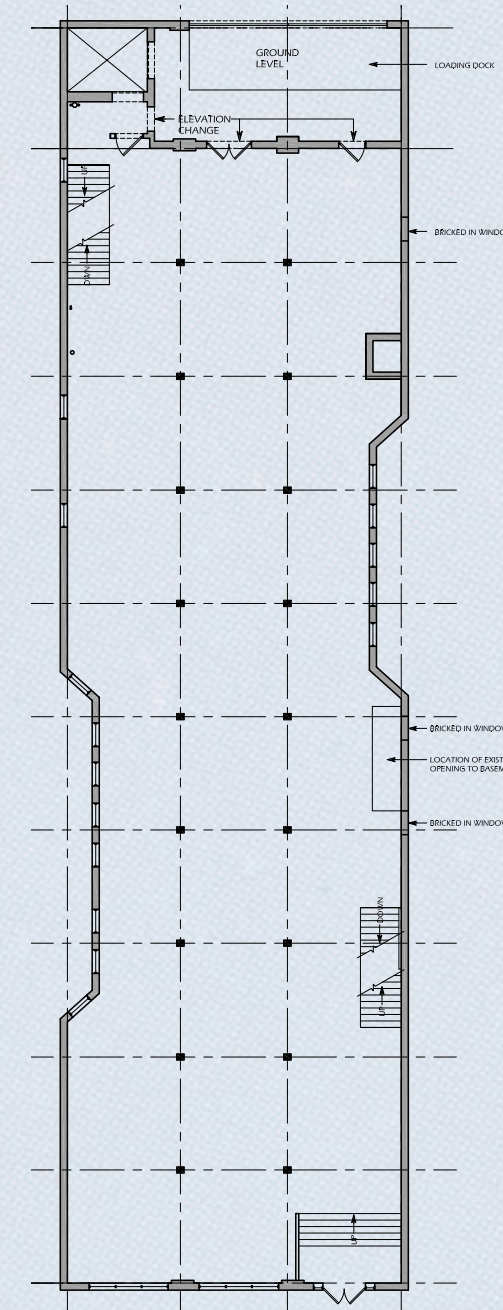 GROUND
LEVEL
LOADING DOCK
ELEVATION
CHANGE
UP
DOWN
BRICKED IN WINDO
BRICKED IN WINDOW
LOCATION OF EXIST
OPENING TO BASEM
BRICKED IN WINDOW
DOWN
UP
UP